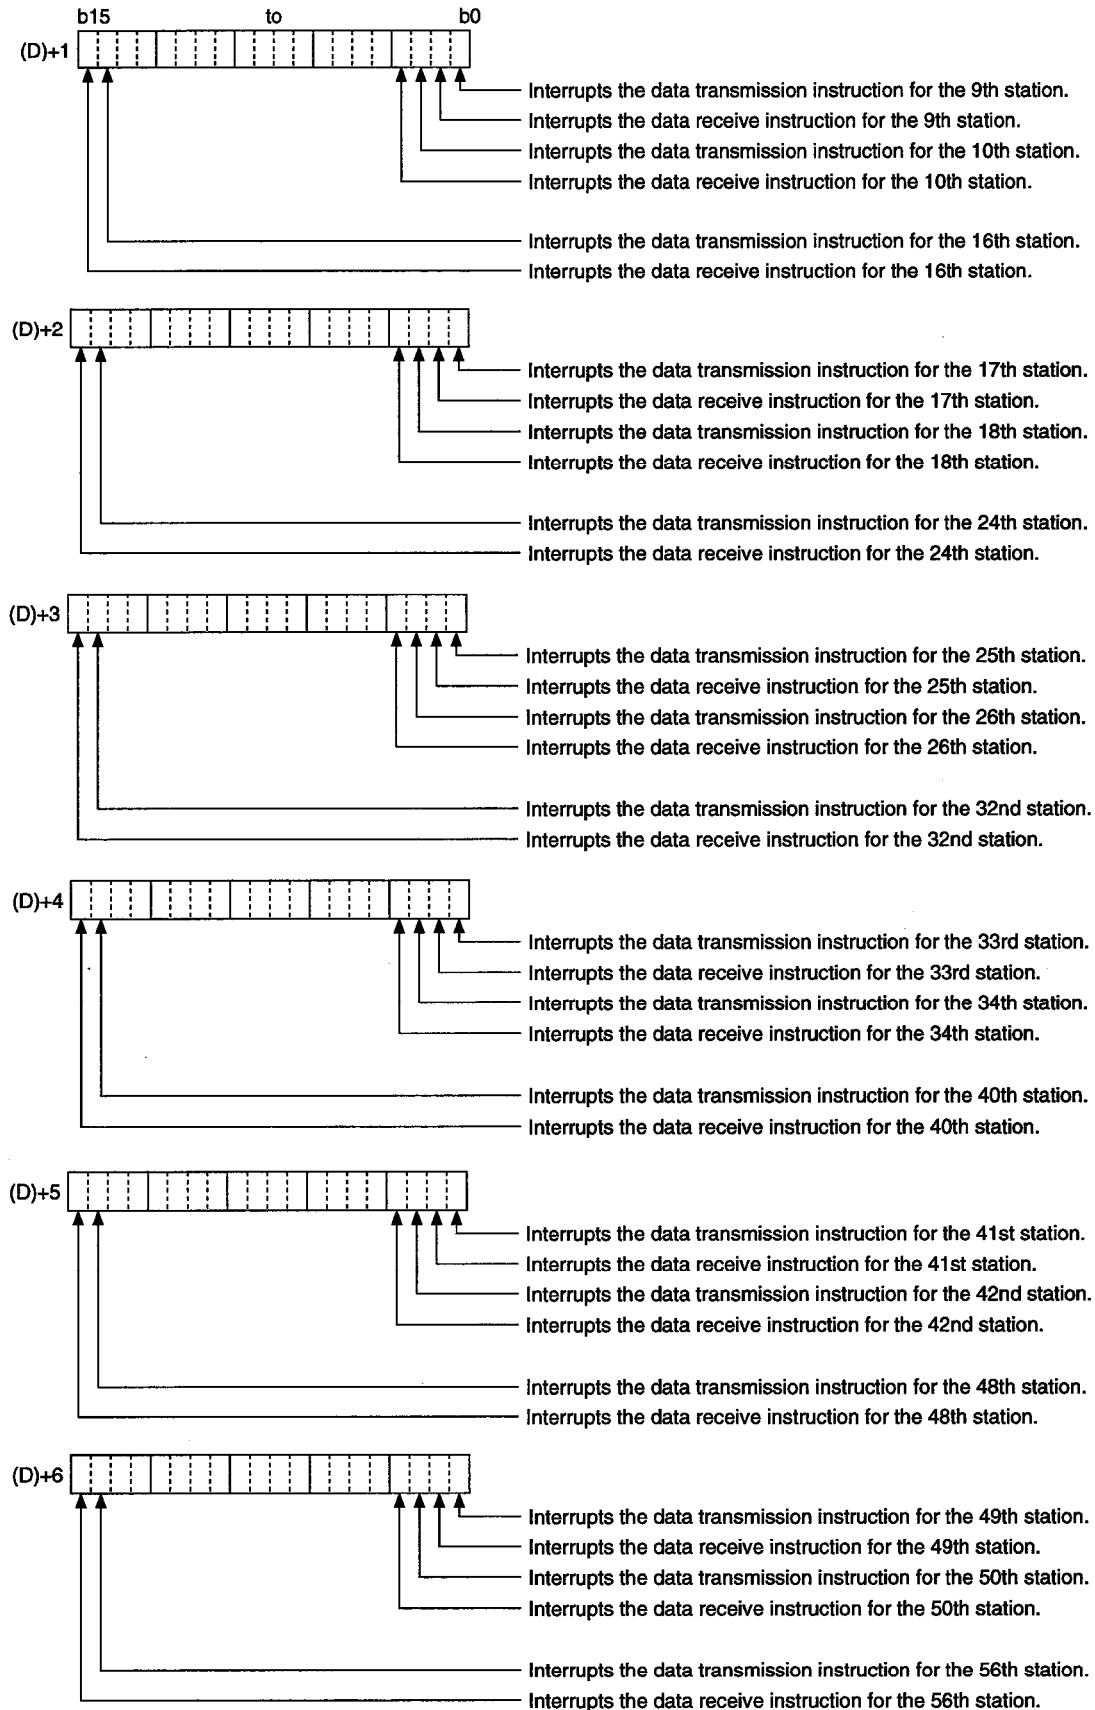 b15 to b0
(D)+1
Interrupts the data transmission instruction for the 9th station.
Interrupts the data receive instruction for the 9th station.
Interrupts the data transmission instruction for the 10th station.
Interrupts the data receive instruction for the 10th station.
Interrupts the data transmission instruction for the 16th station.
Interrupts the data receive instruction for the 16th station.
(D)+2
Interrupts the data transmission instruction for the 17th station.
Interrupts the data receive instruction for the 17th station.
Interrupts the data transmission instruction for the 18th station.
Interrupts the data receive instruction for the 18th station.
Interrupts the data transmission instruction for the 24th station.
Interrupts the data receive instruction for the 24th station.
(D)+3
Interrupts the data transmission instruction for the 25th station.
Interrupts the data receive instruction for the 25th station.
Interrupts the data transmission instruction for the 26th station.
Interrupts the data receive instruction for the 26th station.
Interrupts the data transmission instruction for the 32nd station.
Interrupts the data receive instruction for the 32nd station.
(D)+4
Interrupts the data transmission instruction for the 33rd station.
Interrupts the data receive instruction for the 33rd station.
Interrupts the data transmission instruction for the 34th station.
Interrupts the data receive instruction for the 34th station.
Interrupts the data transmission instruction for the 40th station.
Interrupts the data receive instruction for the 40th station.
(D)+5
Interrupts the data transmission instruction for the 41st station.
Interrupts the data receive instruction for the 41st station.
Interrupts the data transmission instruction for the 42nd station.
Interrupts the data receive instruction for the 42nd station.
Interrupts the data transmission instruction for the 48th station.
Interrupts the data receive instruction for the 48th station.
(D)+6
Interrupts the data transmission instruction for the 49th station.
Interrupts the data receive instruction for the 49th station.
Interrupts the data transmission instruction for the 50th station.
Interrupts the data receive instruction for the 50th station.
Interrupts the data transmission instruction for the 56th station.
Interrupts the data receive instruction for the 56th station.